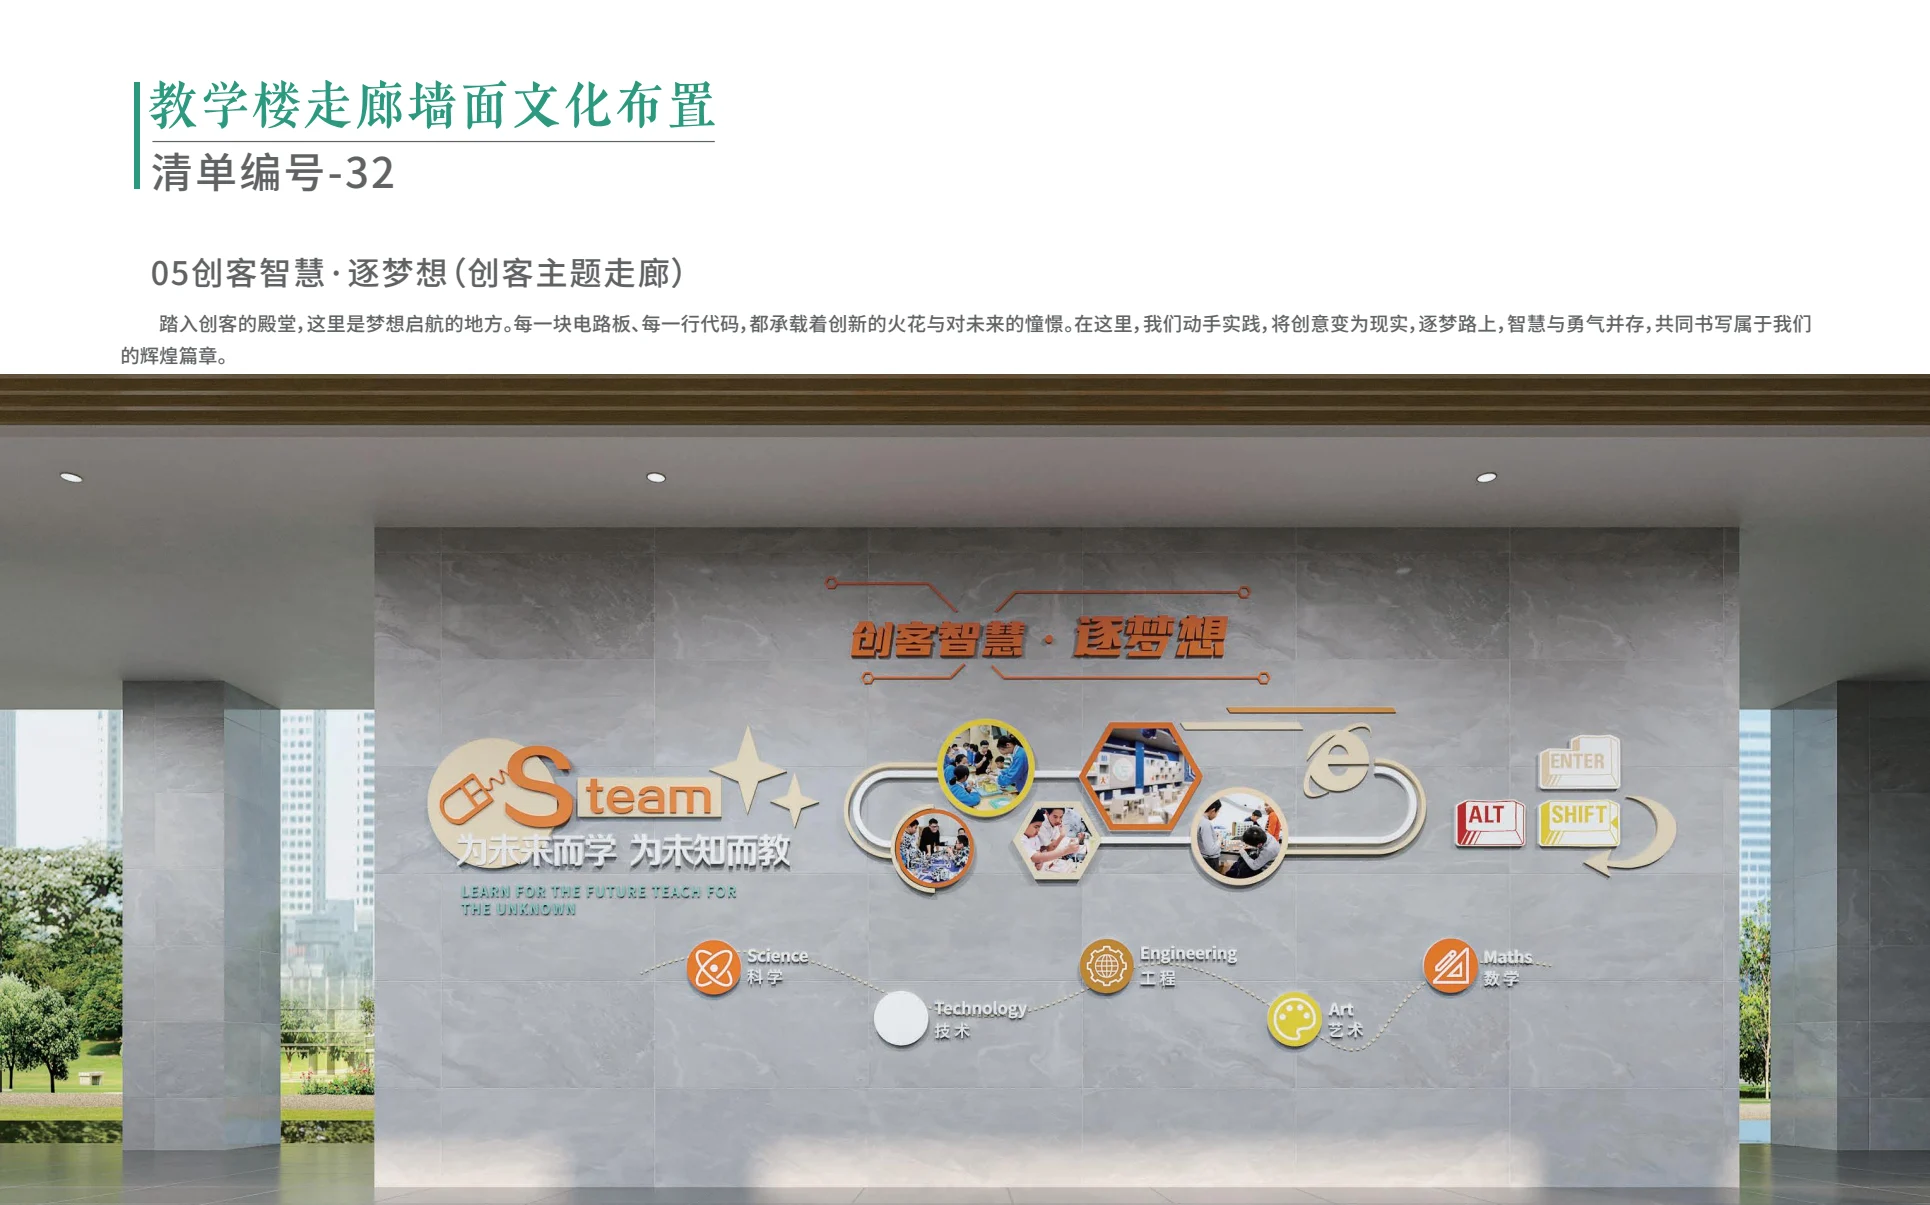 教学楼走廊墙面文化布置
清单编号-32
05创客智慧·逐梦想(创客主题走廊)
踏入创客的殿堂,这里是梦想启航的地方。每一块电路板、每一行代码,都承载着创新的火花与对未来的憧憬。在这里,我们动手实践,将创意变为现实,逐梦路上,智慧与勇气并存,共同书写属于我们
的辉煌篇章。
创客智慧·逐梦想
Steam
为未来而学 为未知而教
LEARN FOR THE FUTURE TEACH FOR
THE UNKNOWN
ENTER
ALT
SHIFT
Science
科学
Technology
技术
Engineering
工程
Art
艺术
Maths
数学